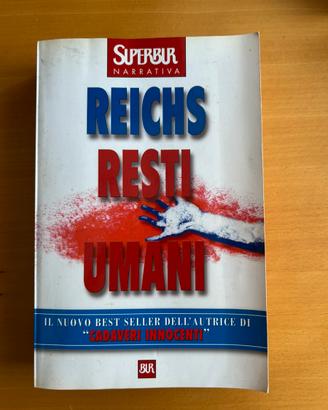 SUPERBUR
NARRATIVA
REICHS
RESTI
UMANI
IL NUOVO BEST SELLER DELL'AUTRICE DI
"CADAVERI INNOCENTI"
BUR